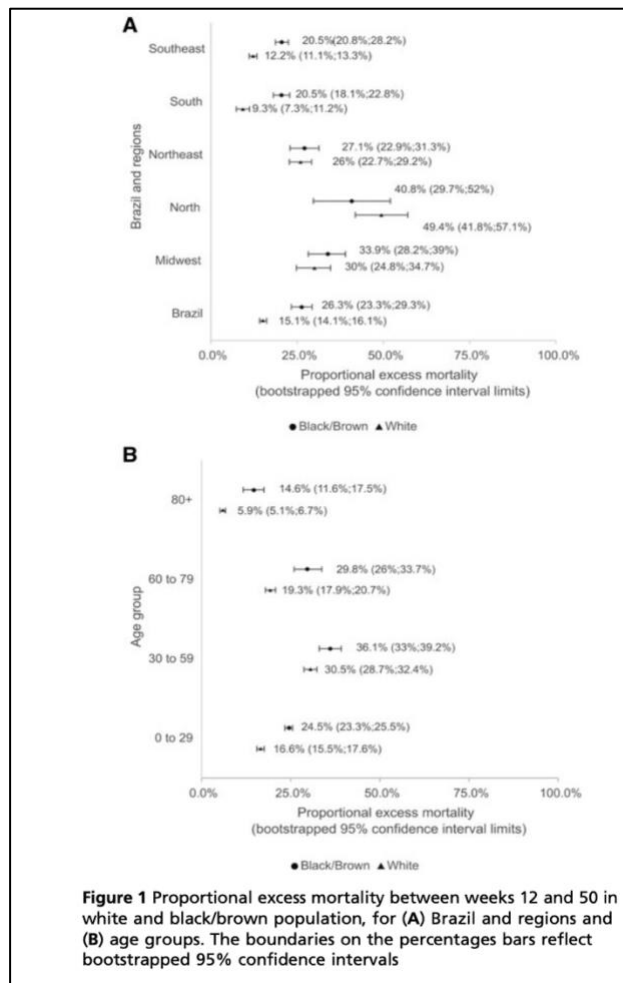 A
Southeast
20.5%(20.8%;28.2%)
12.2% (11.1%;13.3%)
South
20.5% (18.1%;22.8%)
9.3% (7.3%;11.2%)
Northeast
27.1% (22.9%;31.3%)
26% (22.7%;29.2%)
North
40.8% (29.7%;52%)
49.4% (41.8%;57.1%)
Midwest
33.9% (28.2%;39%)
30% (24.8%;34.7%)
Brazil
26.3% (23.3%;29.3%)
15.1% (14.1%;16.1%)
Brazil and regions
0.0% 25.0% 50.0% 75.0% 100.0%
Proportional excess mortality
(bootstrapped 95% confidence interval limits)
Black/Brown White
B
80+
14.6% (11.6%;17.5%)
5.9% (5.1%;6.7%)
60 to 79
29.8% (26%;33.7%)
19.3% (17.9%;20.7%)
30 to 59
36.1% (33%;39.2%)
30.5% (28.7%;32.4%)
0 to 29
24.5% (23.3%;25.5%)
16.6% (15.5%;17.6%)
Age group
0.0% 25.0% 50.0% 75.0% 100.0%
Proportional excess mortality
(bootstrapped 95% confidence interval limits)
Black/Brown White
Figure 1 Proportional excess mortality between weeks 12 and 50 in
white and black/brown population, for (A) Brazil and regions and
(B) age groups. The boundaries on the percentages bars reflect
bootstrapped 95% confidence intervals